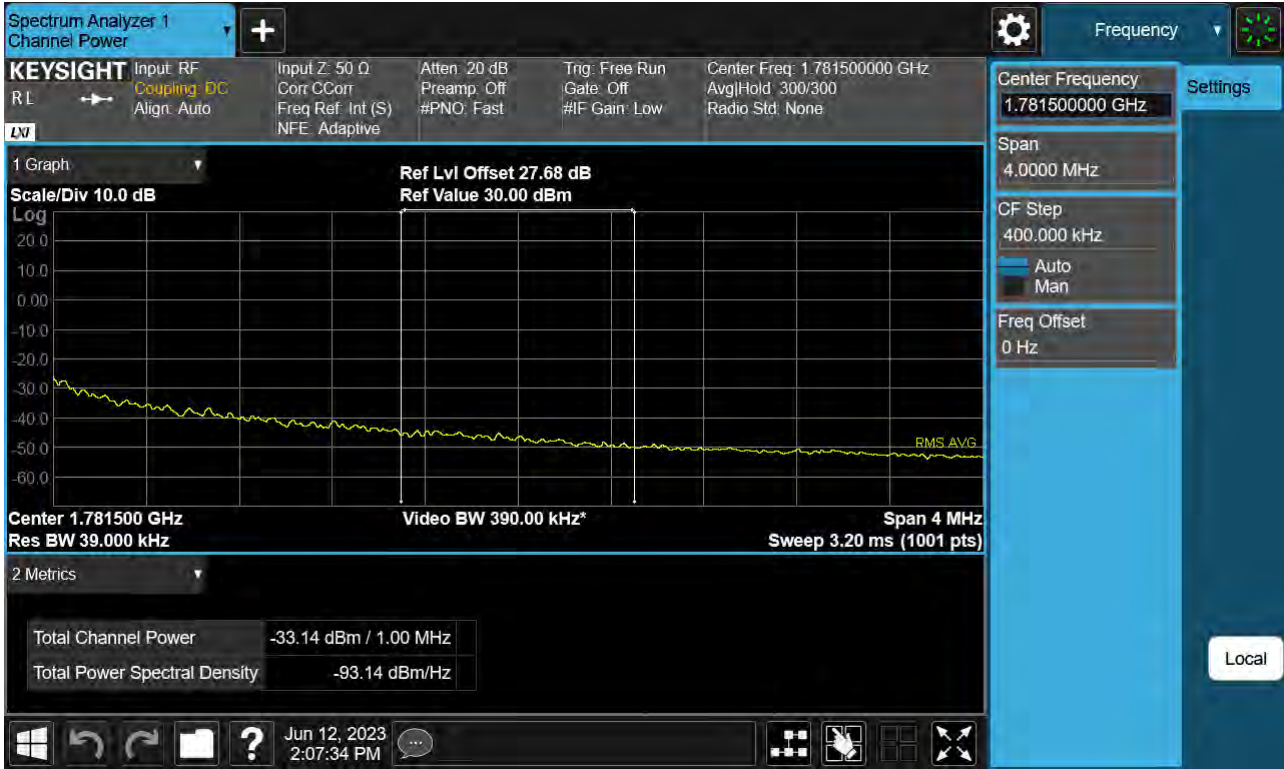 Spectrum Analyzer 1
Channel Power
+
Frequency
KEYSIGHT
R L
LXI
Input: RF
Coupling: DC
Align: Auto
Input Z: 50 Ω
Corr CCorr
Freq Ref: Int (S)
NFE: Adaptive
Atten: 20 dB
Preamp: Off
#PNO: Fast
Trig: Free Run
Gate: Off
#IF Gain: Low
Center Freq: 1.781500000 GHz
Avg|Hold: 300/300
Radio Std: None
Center Frequency
1.781500000 GHz
Settings
Span
4.0000 MHz
CF Step
400.000 kHz
Auto
Man
Freq Offset
0 Hz
1 Graph
Ref Lvl Offset 27.68 dB
Scale/Div 10.0 dB
Ref Value 30.00 dBm
Log
20.0
10.0
0.00
-10.0
-20.0
-30.0
-40.0
-50.0
-60.0
RMS AVG
Center 1.781500 GHz
Video BW 390.00 kHz*
Span 4 MHz
Res BW 39.000 kHz
Sweep 3.20 ms (1001 pts)
2 Metrics
Total Channel Power -33.14 dBm / 1.00 MHz
Total Power Spectral Density -93.14 dBm/Hz
Local
?
Jun 12, 2023
2:07:34 PM